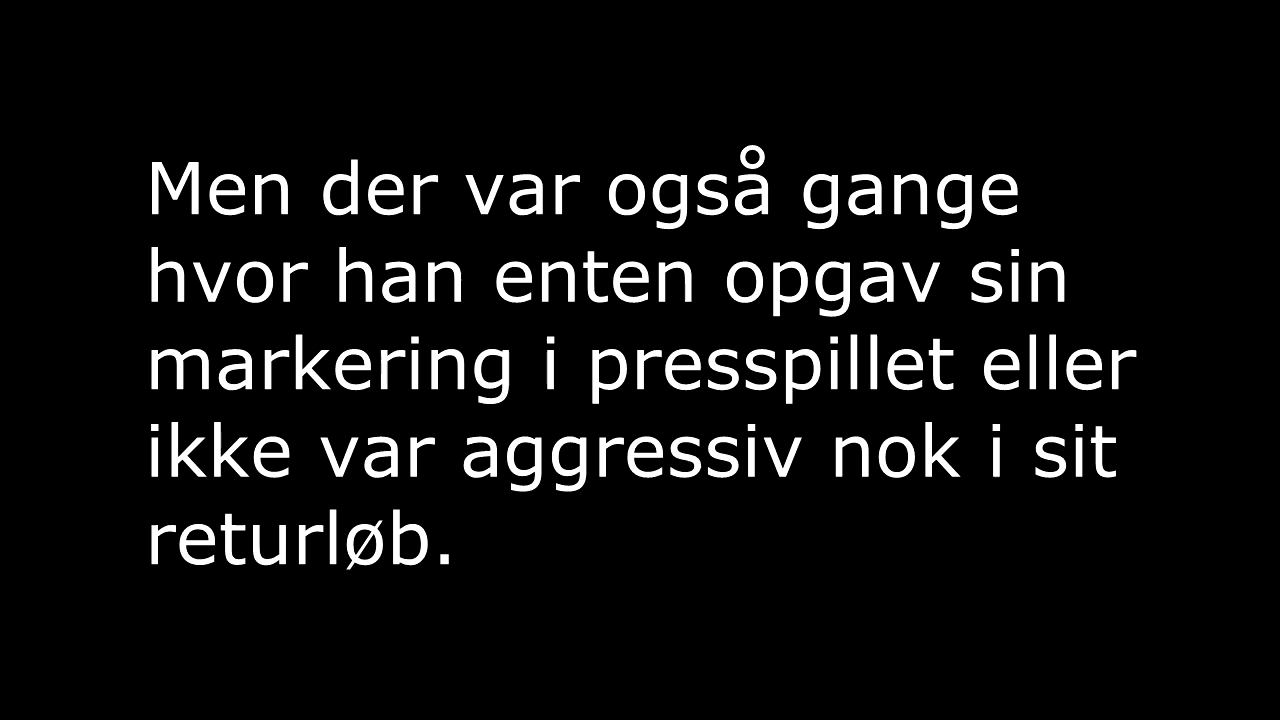 Men der var også gange
hvor han enten opgav sin
markering i presspillet eller
ikke var aggressiv nok i sit
returløb.